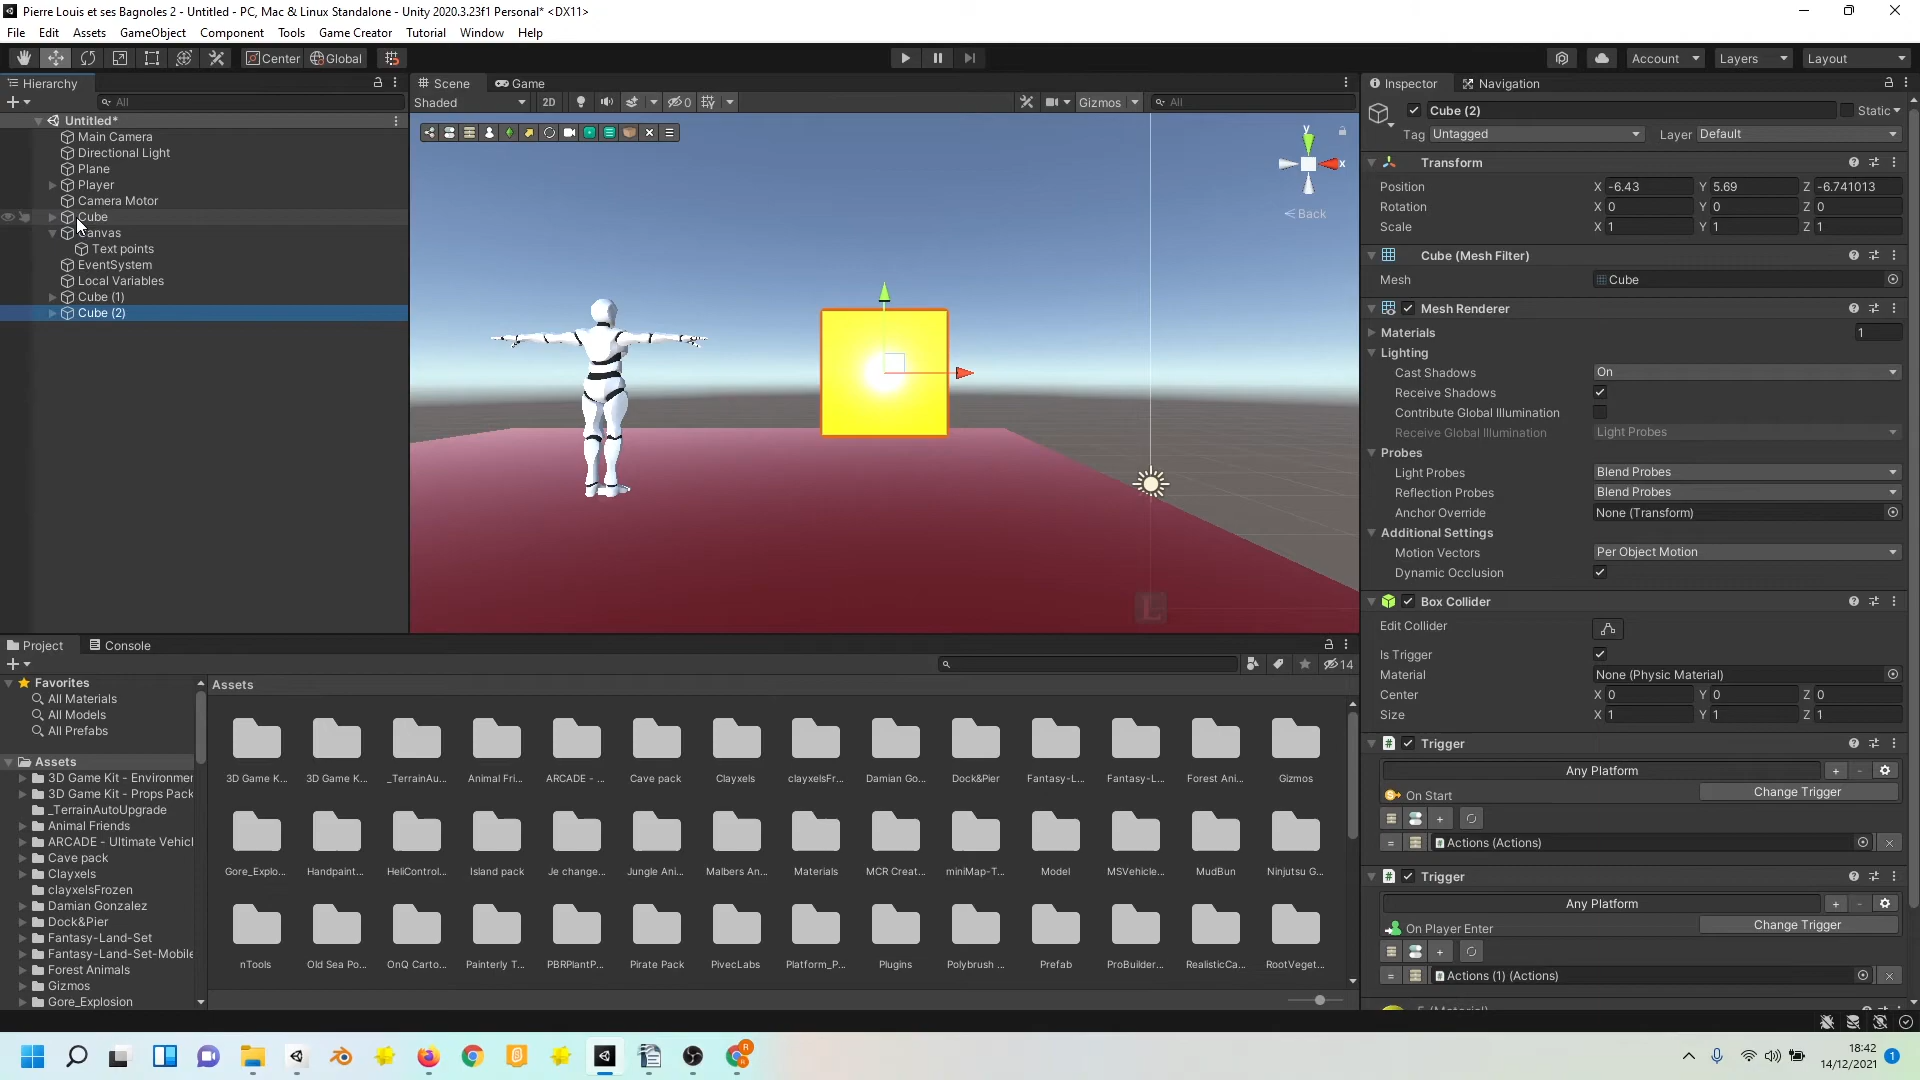 Pierre Louis et ses Bagnoles 2 - Untitled - PC, Mac & Linux Standalone - Unity 2020.3.23f1 Personal* <DX11>
File Edit Assets GameObject Component Tools Game Creator Tutorial Window Help
Center Global Account Layers Layout
Hierarchy
All
Untitled*
Main Camera
Directional Light
Plane
Player
Camera Motor
Cube
Canvas
Text points
EventSystem
Local Variables
Cube (1)
Cube (2)
Scene Game
Shaded 2D 0 Gizmos All
y
x
Back
L
Inspector Navigation
Cube (2) Static
Tag Untagged Layer Default
Transform
Position X -6.43 Y 5.69 Z -6.741013
Rotation X 0 Y 0 Z 0
Scale X 1 Y 1 Z 1
Cube (Mesh Filter)
Mesh Cube
Mesh Renderer
Materials 1
Lighting
Cast Shadows On
Receive Shadows
Contribute Global Illumination
Receive Global Illumination Light Probes
Probes
Light Probes Blend Probes
Reflection Probes Blend Probes
Anchor Override None (Transform)
Additional Settings
Motion Vectors Per Object Motion
Dynamic Occlusion
Box Collider
Edit Collider
Is Trigger
Material None (Physic Material)
Center X 0 Y 0 Z 0
Size X 1 Y 1 Z 1
Trigger
Any Platform
On Start Change Trigger
Actions (Actions)
Trigger
Any Platform
On Player Enter Change Trigger
Actions (1) (Actions)
Project Console
14
Favorites
All Materials
All Models
All Prefabs
Assets
3D Game Kit - Environmer
3D Game Kit - Props Pack
_TerrainAutoUpgrade
Animal Friends
ARCADE - Ultimate Vehicl
Cave pack
Clayxels
clayxelsFrozen
Damian Gonzalez
Dock&Pier
Fantasy-Land-Set
Fantasy-Land-Set-Mobile
Forest Animals
Gizmos
Gore_Explosion
Assets
3D Game K... 3D Game K... _TerrainAu... Animal Fri... ARCADE - ... Cave pack Clayxels clayxelsFr... Damian Go... Dock&Pier Fantasy-L... Fantasy-L... Forest Ani... Gizmos
Gore_Explo... Handpaint... HeliControl... Island pack Je change... Jungle Ani... Malbers An... Materials MCR Creat... miniMap-T... Model MSVehicle... MudBun Ninjutsu G...
nTools Old Sea Po... OnQ Carto... Painterly T... PBRPlantP... Pirate Pack PivecLabs Platform_P... Plugins Polybrush ... Prefab ProBuilder... RealisticCa... RootVeget...
18:42
14/12/2021
1